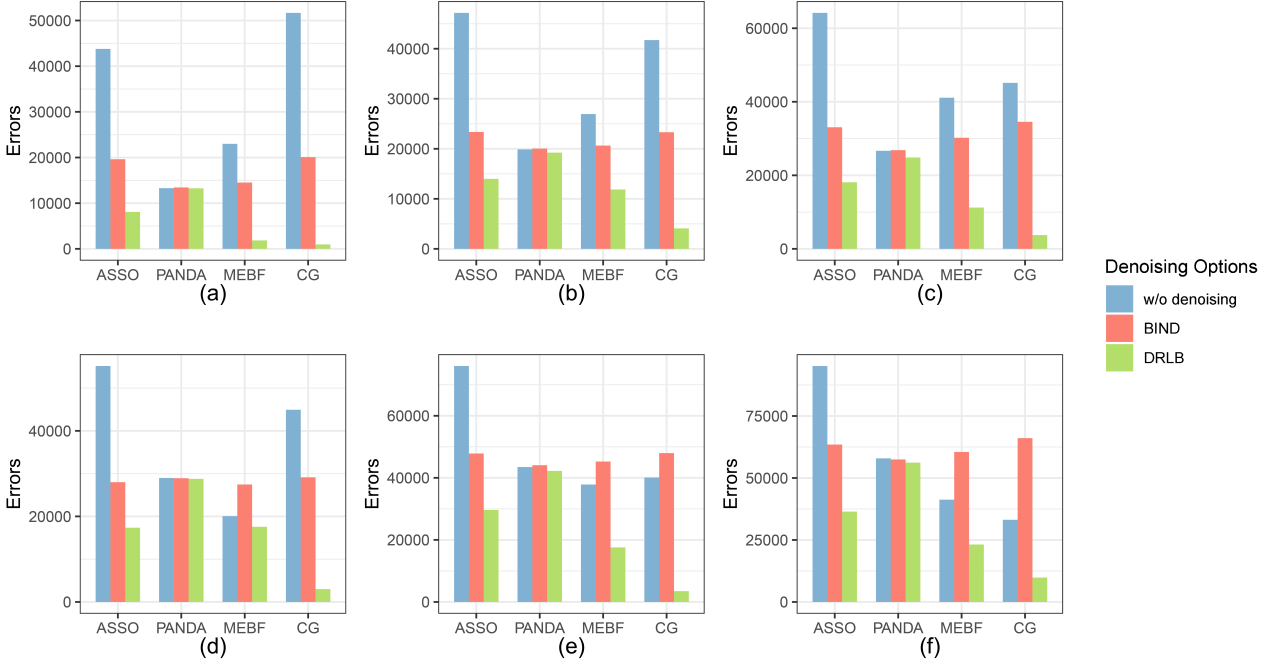 Errors
50000
40000
30000
20000
10000
0
ASSO PANDA MEBF CG
(a)
Errors
40000
30000
20000
10000
0
ASSO PANDA MEBF CG
(b)
Errors
60000
40000
20000
0
ASSO PANDA MEBF CG
(c)
Denoising Options
w/o denoising
BIND
DRLB
Errors
40000
20000
0
ASSO PANDA MEBF CG
(d)
Errors
60000
40000
20000
0
ASSO PANDA MEBF CG
(e)
Errors
75000
50000
25000
0
ASSO PANDA MEBF CG
(f)